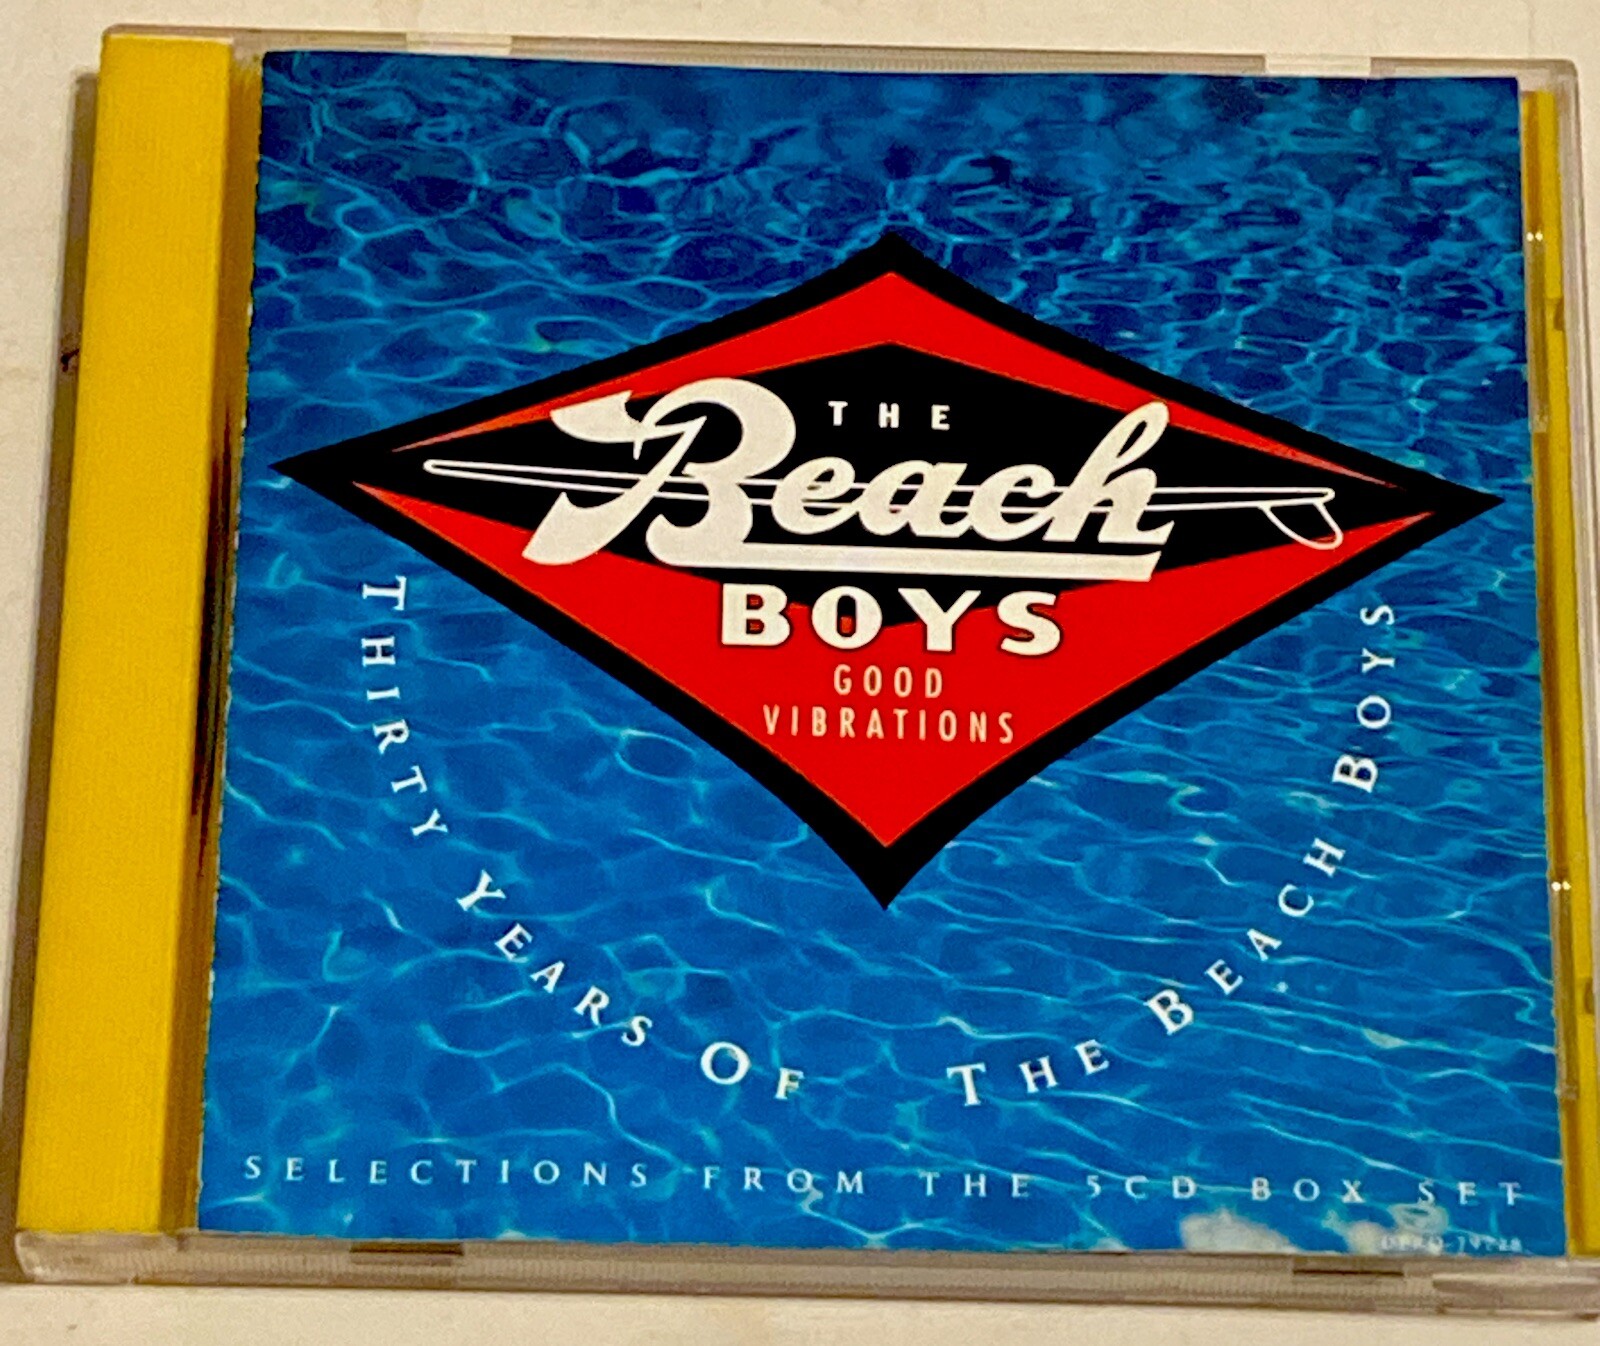 THE
Beach
BOYS
GOOD
VIBRATIONS
THIRTY YEARS OF THE BEACH BOYS
SELECTIONS FROM THE 5CD BOX SET